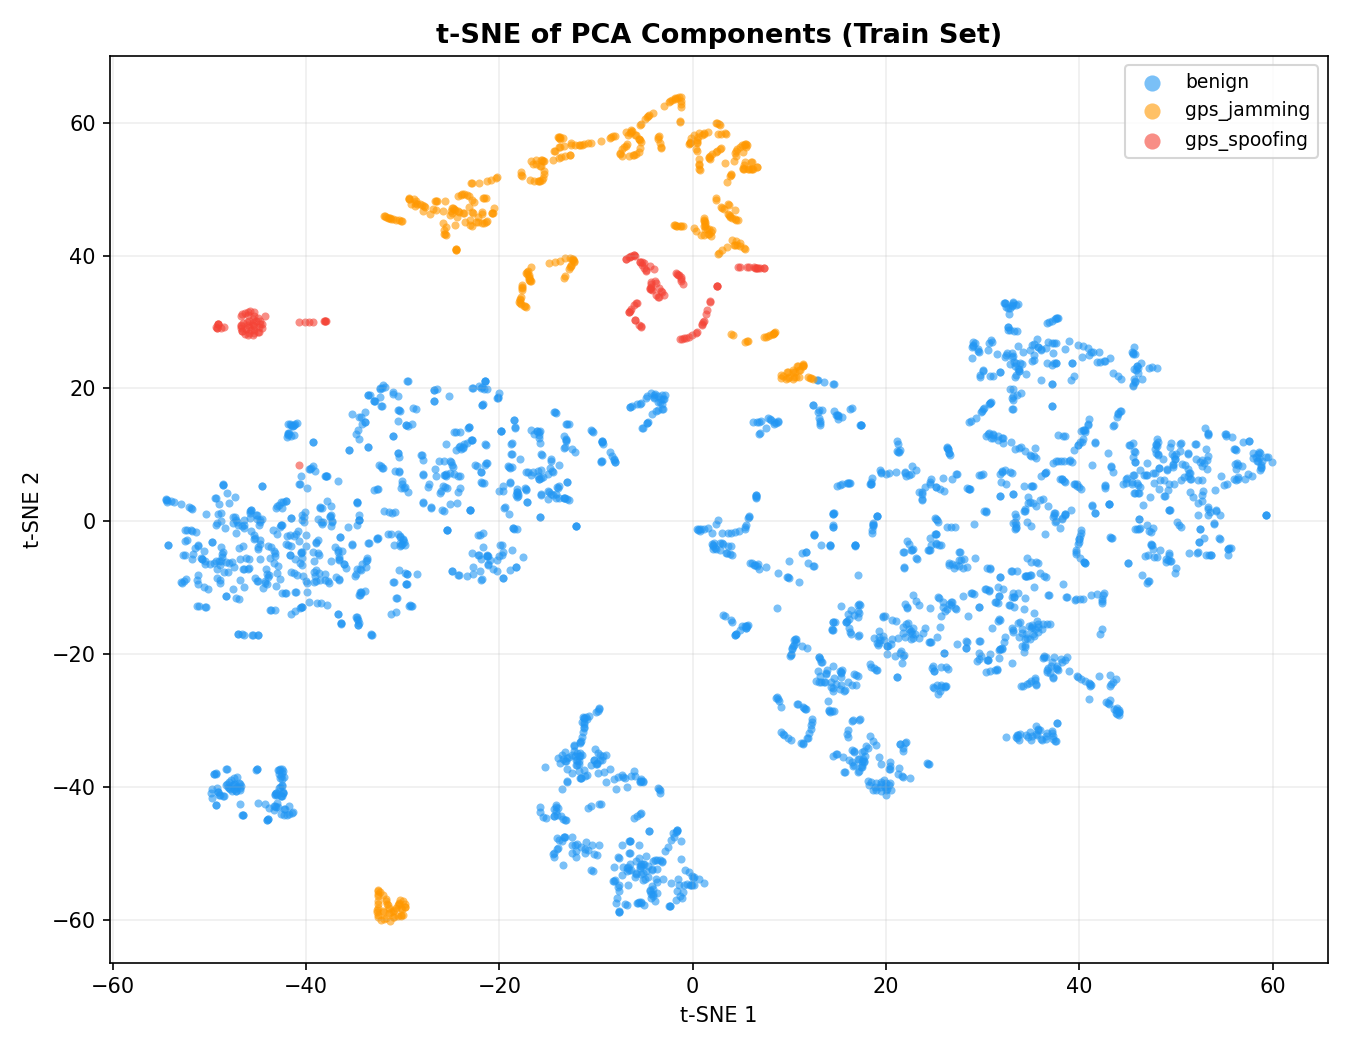 t-SNE of PCA Components (Train Set)
benign
gps_jamming
gps_spoofing
60
40
20
0
−20
−40
−60
t-SNE 2
−60
−40
−20
0
20
40
60
t-SNE 1